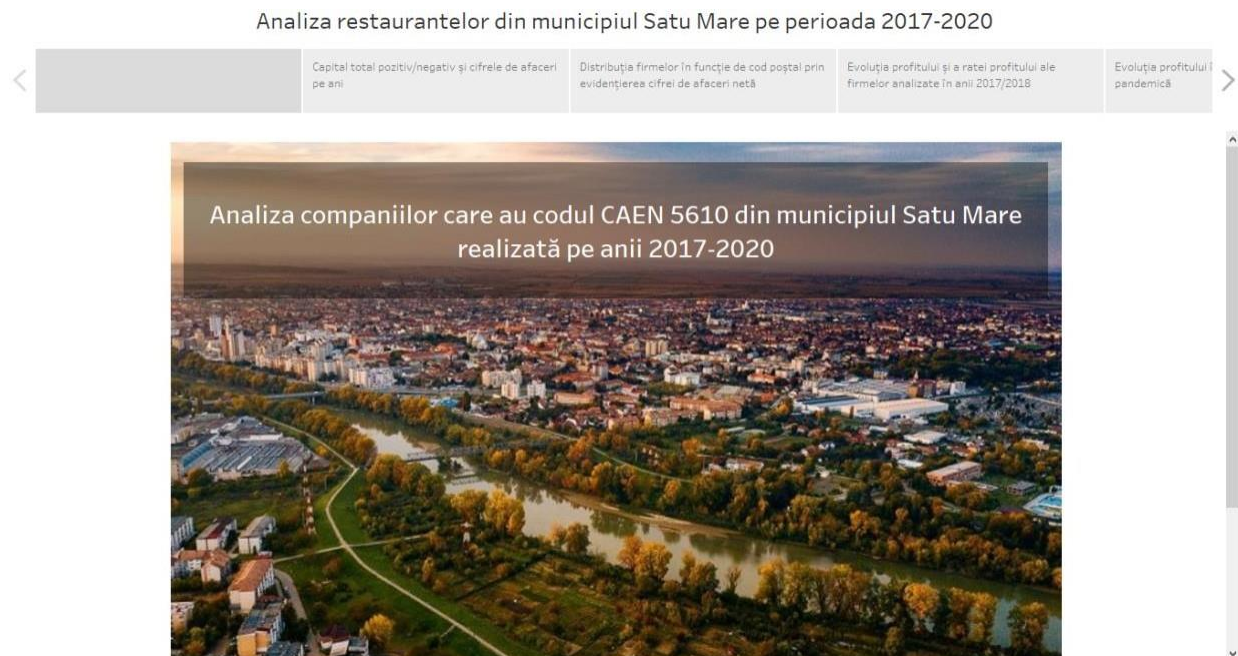 Analiza restaurantelor din municipiul Satu Mare pe perioada 2017-2020
Capital total pozitiv/negativ și cifrele de afaceri
pe ani
Distribuția firmelor în funcție de cod poștal prin
evidențierea cifrei de afaceri netă
Evoluția profitului și a ratei profitului ale
firmelor analizate în anii 2017/2018
Evoluția profitului
pandemică
Analiza companiilor care au codul CAEN 5610 din municipiul Satu Mare
realizată pe anii 2017-2020